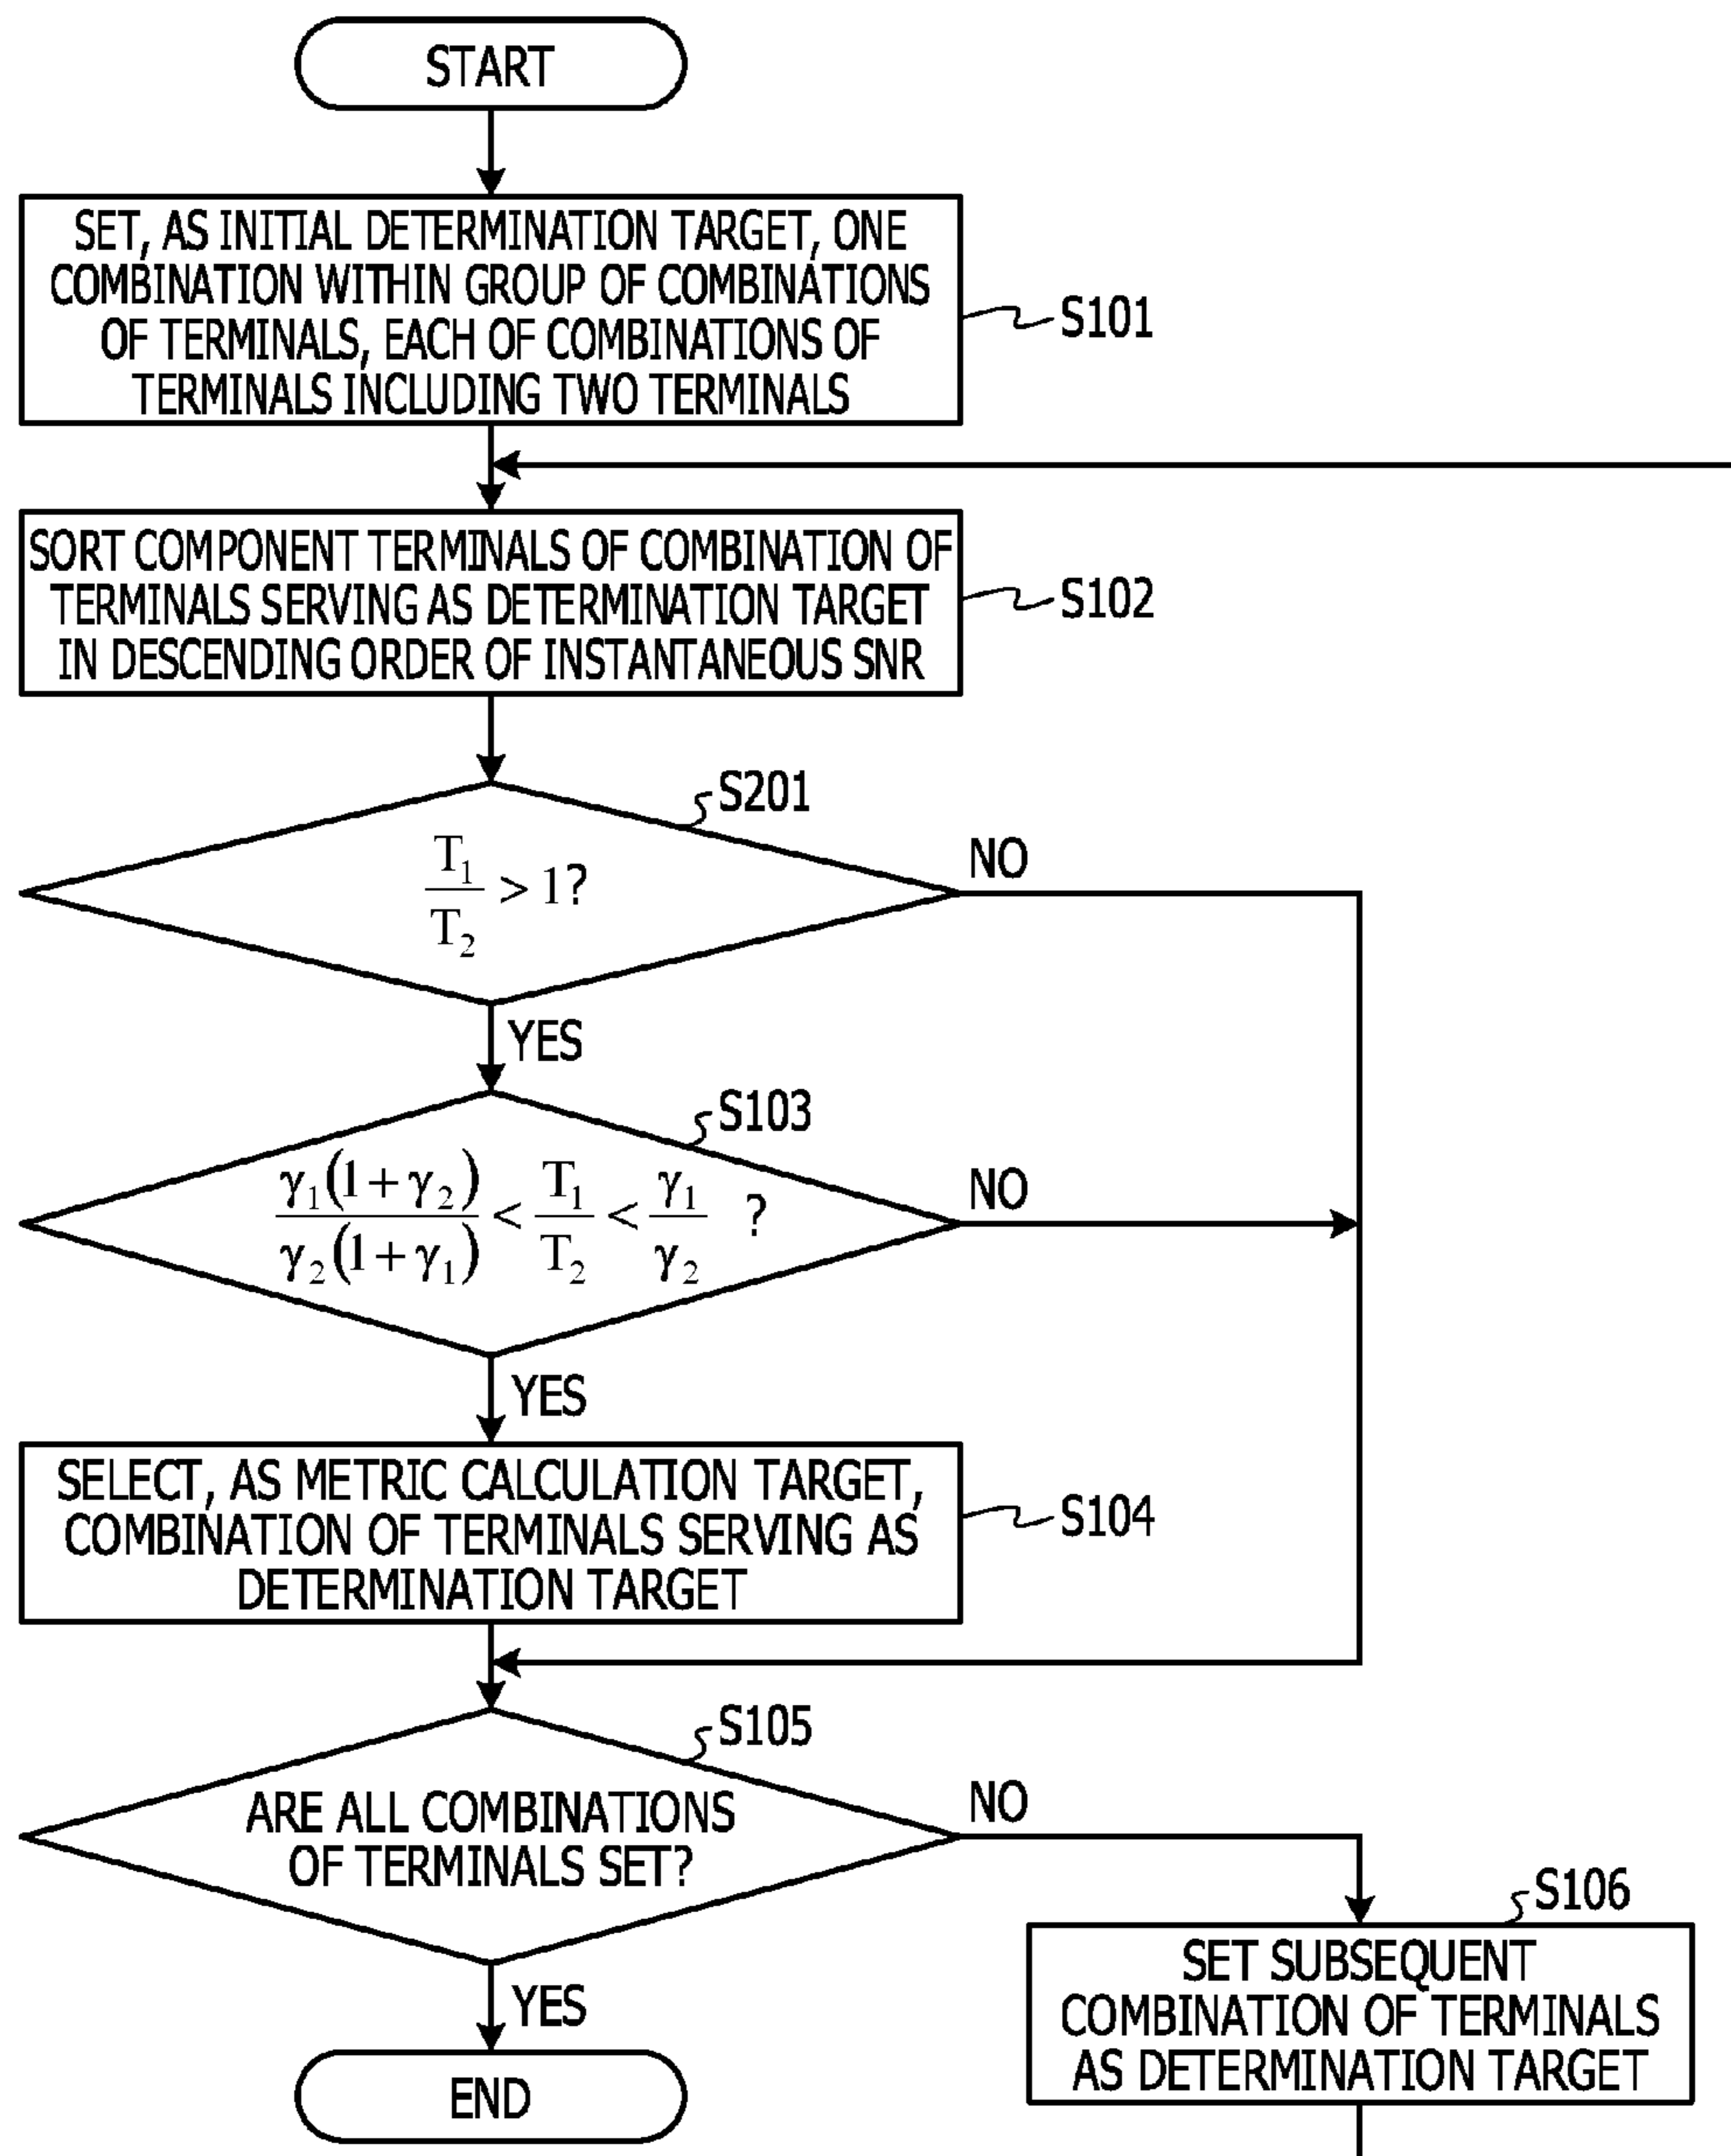 START
SET, AS INITIAL DETERMINATION TARGET, ONE
COMBINATION WITHIN GROUP OF COMBINATIONS
OF TERMINALS, EACH OF COMBINATIONS OF
TERMINALS INCLUDING TWO TERMINALS
S101
SORT COMPONENT TERMINALS OF COMBINATION OF
TERMINALS SERVING AS DETERMINATION TARGET
IN DESCENDING ORDER OF INSTANTANEOUS SNR
S102
S201
T₁/T₂ > 1?
NO
YES
S103
γ₁(1+γ₂)/γ₂(1+γ₁) < T₁/T₂ < γ₁/γ₂ ?
NO
YES
SELECT, AS METRIC CALCULATION TARGET,
COMBINATION OF TERMINALS SERVING AS
DETERMINATION TARGET
S104
S105
ARE ALL COMBINATIONS
OF TERMINALS SET?
NO
YES
S106
SET SUBSEQUENT
COMBINATION OF TERMINALS
AS DETERMINATION TARGET
END